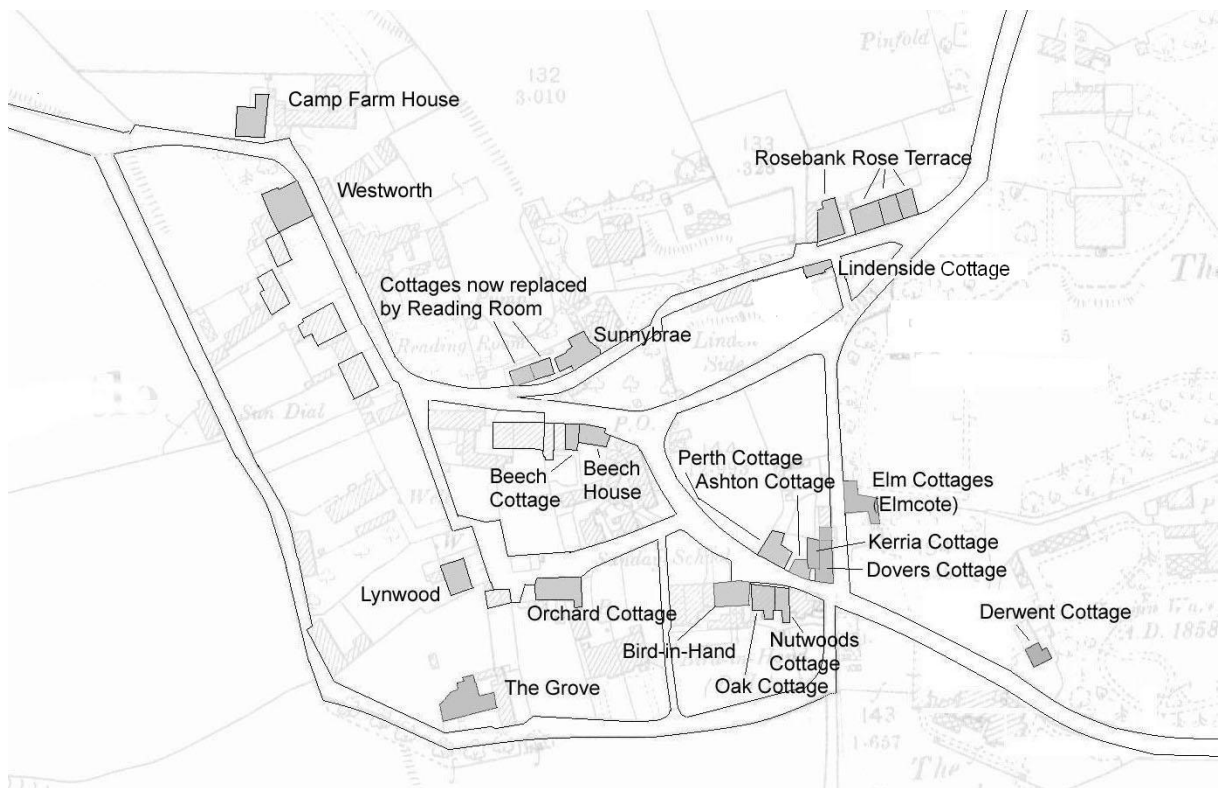 Pinfold
132
3·010
Camp Farm House
133
·328
Rosebank Rose Terrace
Westworth
Lindenside Cottage
The
Cottages now replaced
by Reading Room
Sunnybrae
5
Reading Room
Linden
Side
Sun Dial
P.O.
Perth Cottage
Ashton Cottage
Elm Cottages
(Elmcote)
Beech
Cottage
Beech
House
Kerria Cottage
Sunday School
Dovers Cottage
W
Lynwood
Orchard Cottage
Derwent Cottage
A.D. 1858
Bird-in-Hand
Nutwoods
Cottage
Oak Cottage
The Grove
143
1·657
The